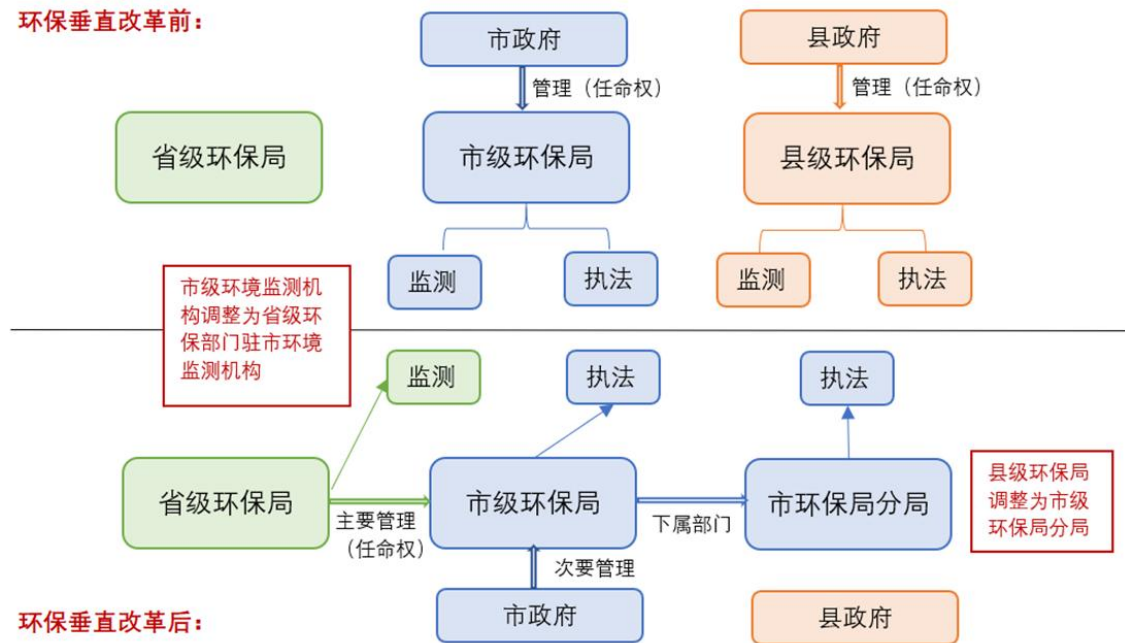 环保垂直改革前：
市政府
县政府
管理（任命权）
管理（任命权）
省级环保局
市级环保局
县级环保局
监测
执法
监测
执法
市级环境监测机
构调整为省级环
保部门驻市环境
监测机构
监测
执法
执法
省级环保局
主要管理
（任命权）
市级环保局
下属部门
市环保局分局
县级环保局
调整为市级
环保局分局
次要管理
市政府
县政府
环保垂直改革后：